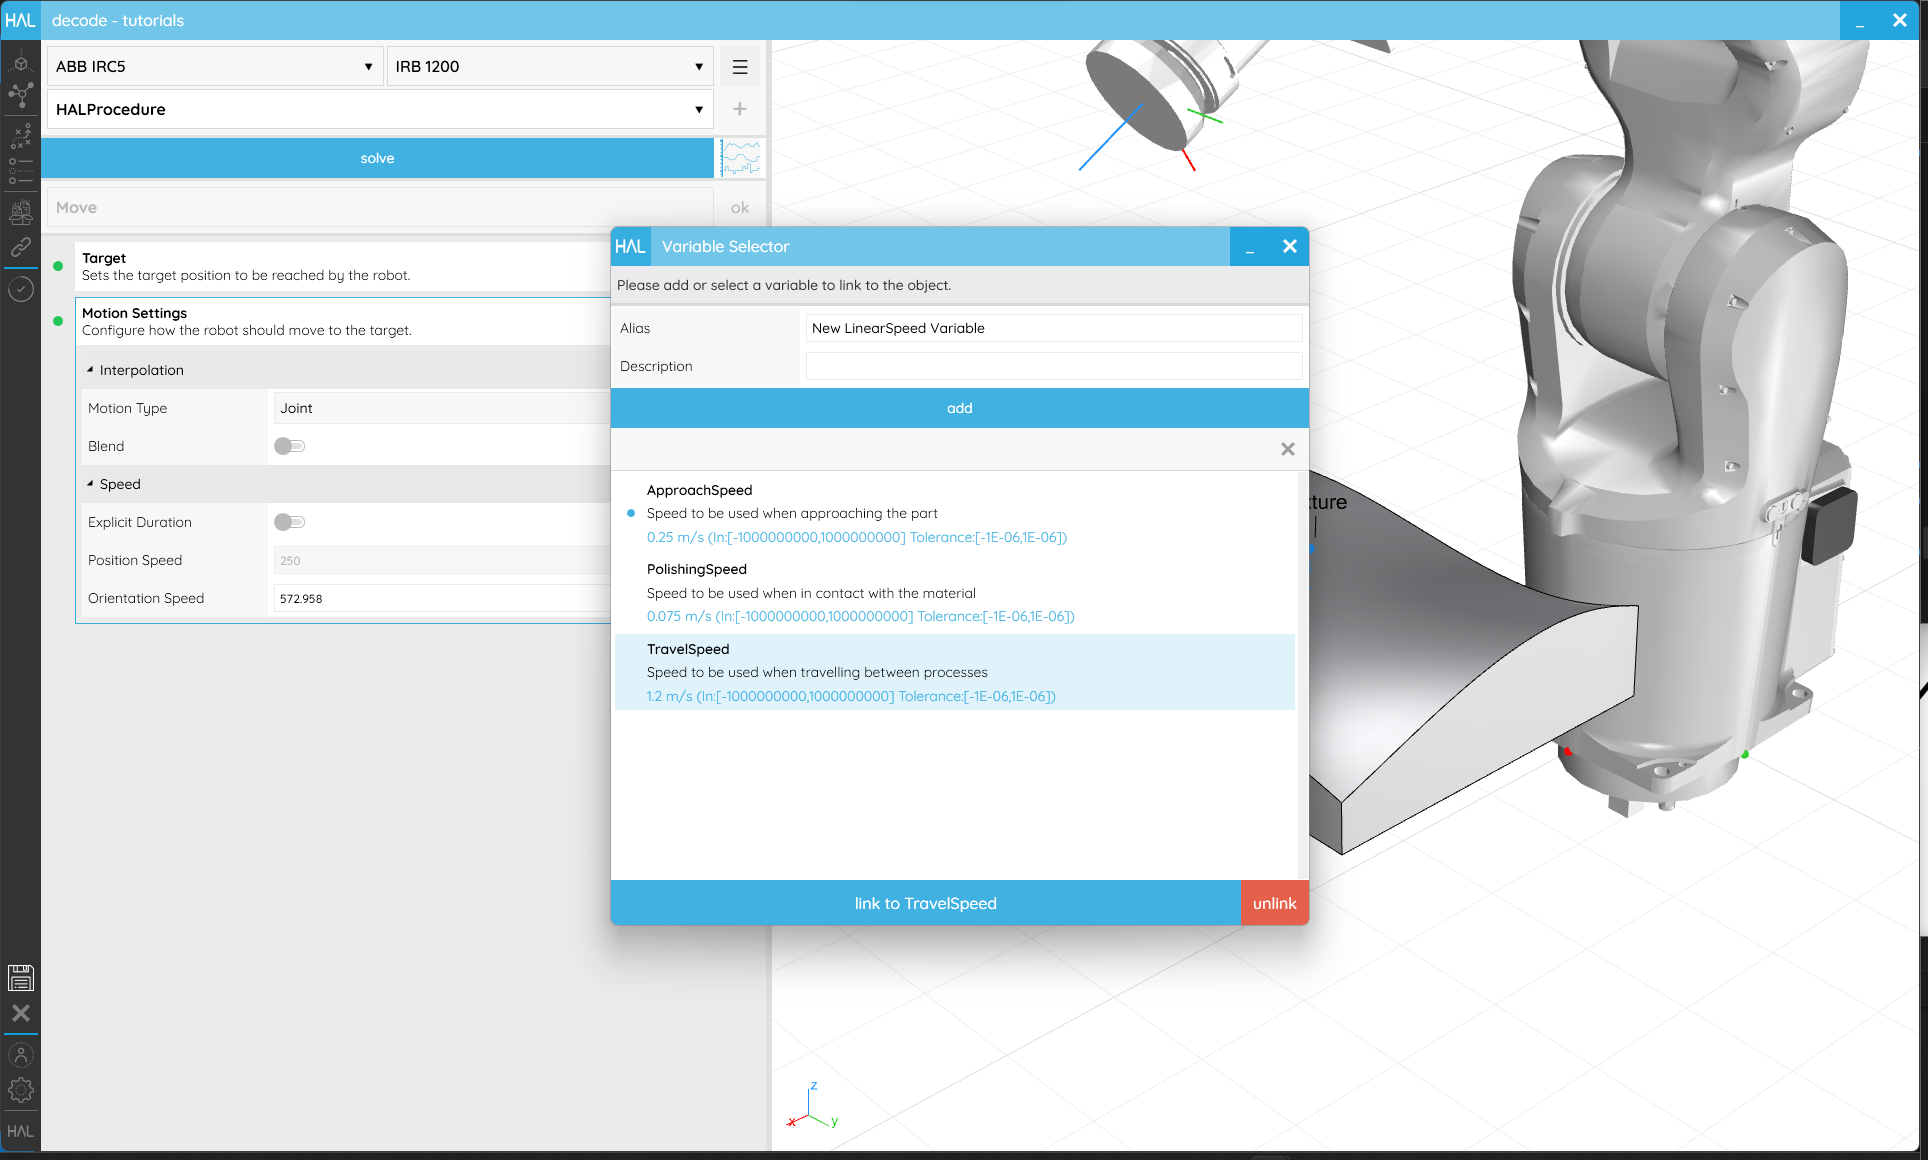 HAL decode - tutorials
ABB IRC5
IRB 1200
HALProcedure
solve
Move
ok
Target
Sets the target position to be reached by the robot.
Motion Settings
Configure how the robot should move to the target.
Interpolation
Motion Type
Joint
Blend
Speed
Explicit Duration
Position Speed
250
Orientation Speed
572.958
HAL
HAL Variable Selector
Please add or select a variable to link to the object.
Alias
New LinearSpeed Variable
Description
add
ApproachSpeed
Speed to be used when approaching the part
0.25 m/s (In:[-1000000000,1000000000] Tolerance:[-1E-06,1E-06])
PolishingSpeed
Speed to be used when in contact with the material
0.075 m/s (In:[-1000000000,1000000000] Tolerance:[-1E-06,1E-06])
TravelSpeed
Speed to be used when travelling between processes
1.2 m/s (In:[-1000000000,1000000000] Tolerance:[-1E-06,1E-06])
link to TravelSpeed
unlink
xture
z
x
y